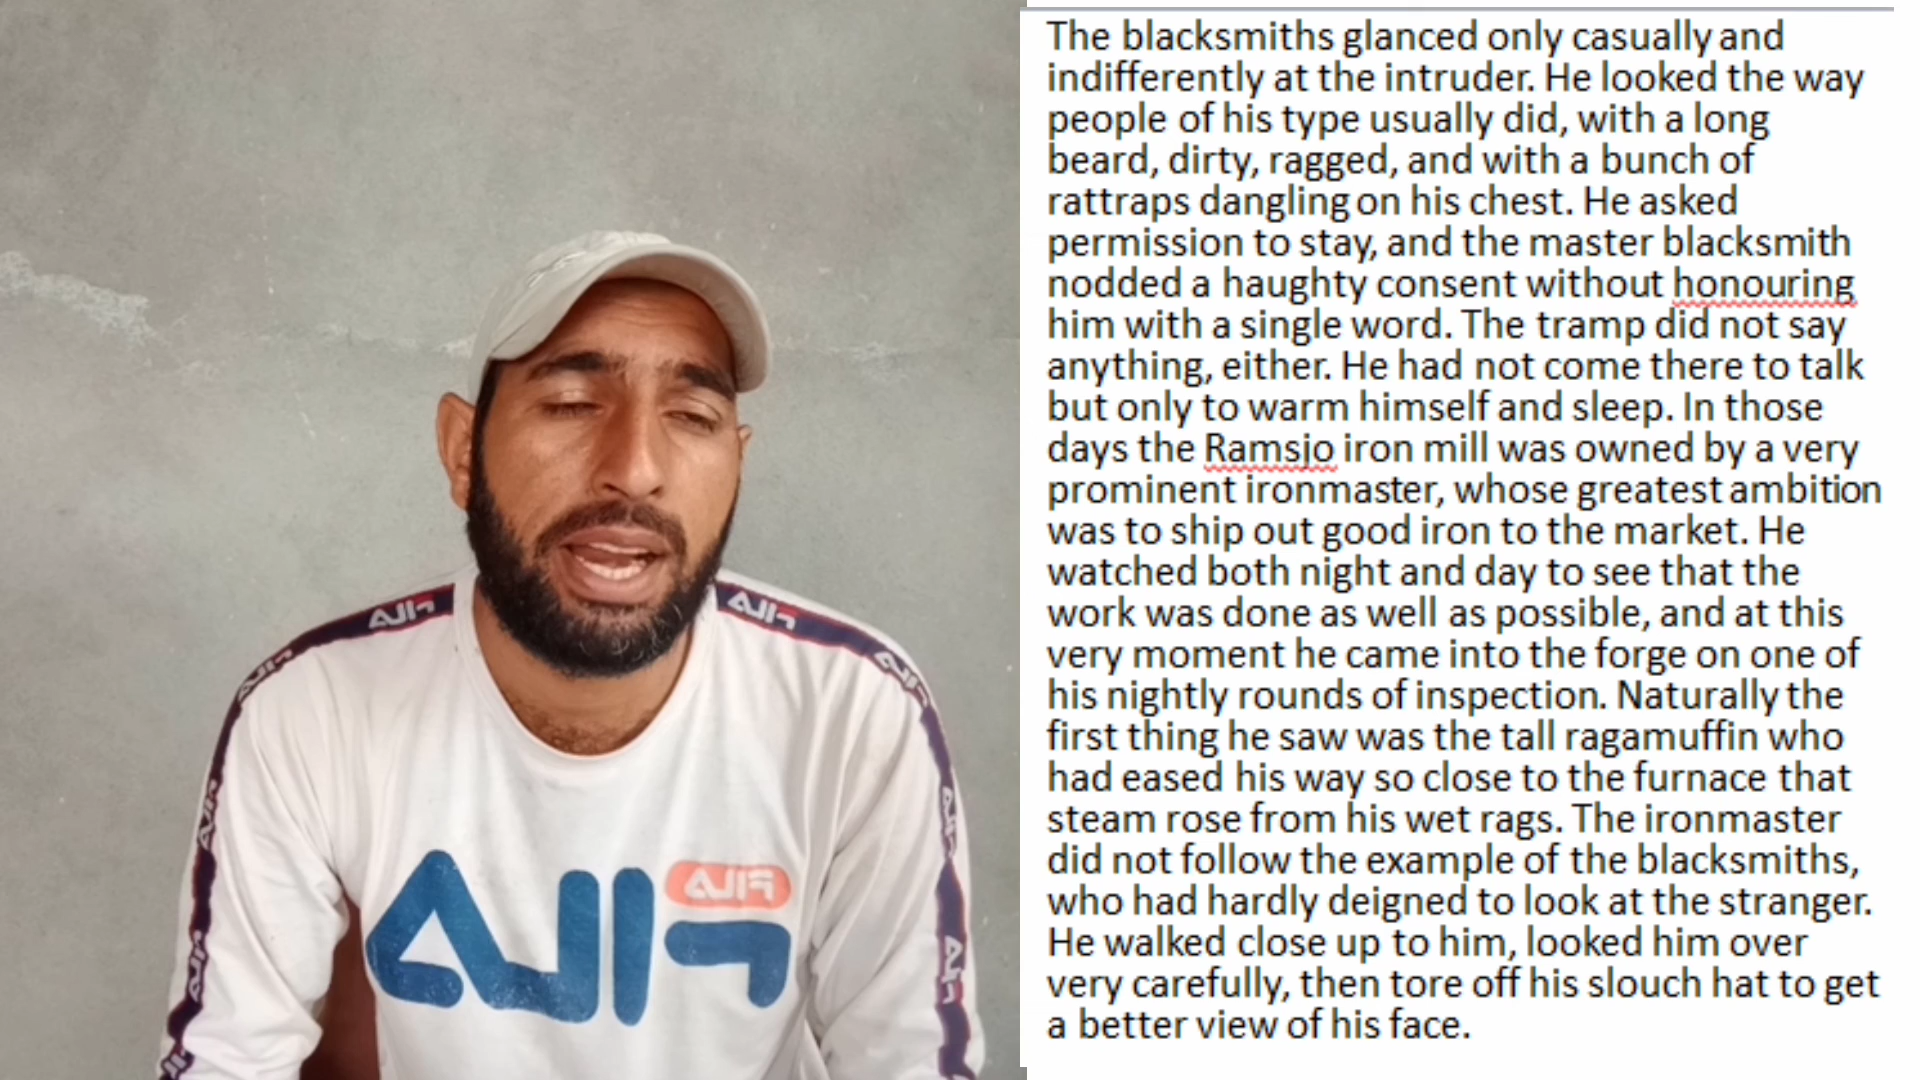 The blacksmiths glanced only casually and
indifferently at the intruder. He looked the way
people of his type usually did, with a long
beard, dirty, ragged, and with a bunch of
rattraps dangling on his chest. He asked
permission to stay, and the master blacksmith
nodded a haughty consent without honouring
him with a single word. The tramp did not say
anything, either. He had not come there to talk
but only to warm himself and sleep. In those
days the Ramsjo iron mill was owned by a very
prominent ironmaster, whose greatest ambition
was to ship out good iron to the market. He
watched both night and day to see that the
work was done as well as possible, and at this
very moment he came into the forge on one of
his nightly rounds of inspection. Naturally the
first thing he saw was the tall ragamuffin who
had eased his way so close to the furnace that
steam rose from his wet rags. The ironmaster
did not follow the example of the blacksmiths,
who had hardly deigned to look at the stranger.
He walked close up to him, looked him over
very carefully, then tore off his slouch hat to get
a better view of his face.
FILA
FILA
FILA
FILA
FILA
FILA
FILA
FILA
FILA
FILA